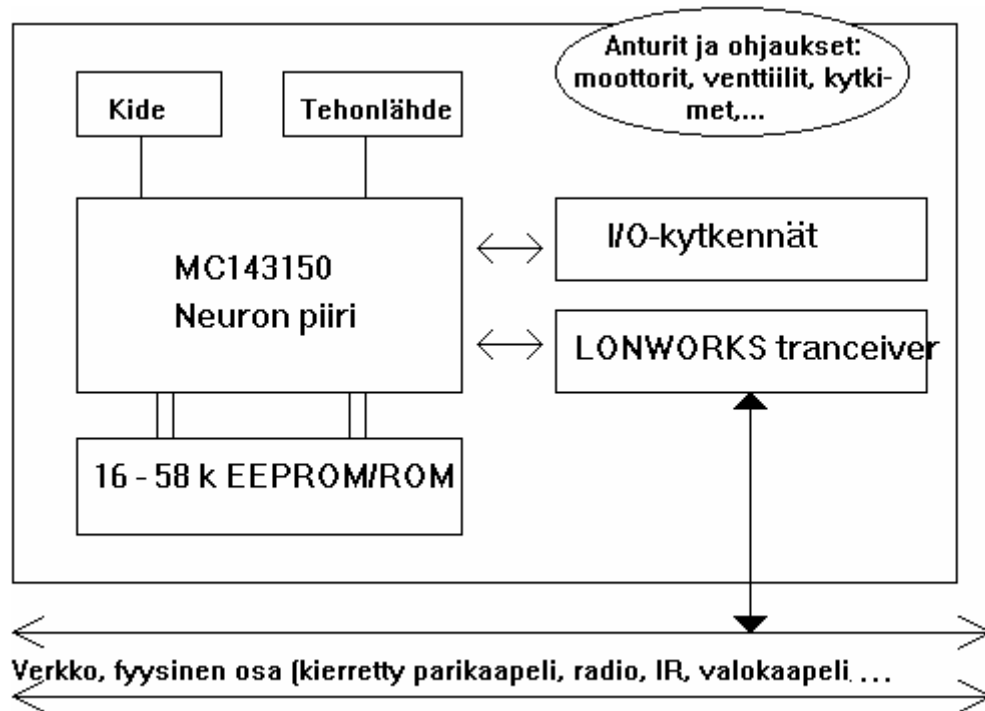 Anturit ja ohjaukset:
moottorit, venttiilit, kytki-
met,...
Kide
Tehonlähde
MC143150
Neuron piiri
I/O-kytkennät
LONWORKS tranceiver
16 - 58 k EEPROM/ROM
Verkko, fyysinen osa (kierretty parikaapeli, radio, IR, valokaapeli, ...